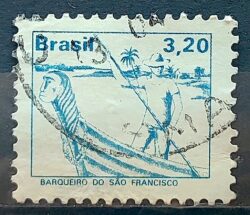 Brasil 3,20
BARQUEIRO DO SÃO FRANCISCO